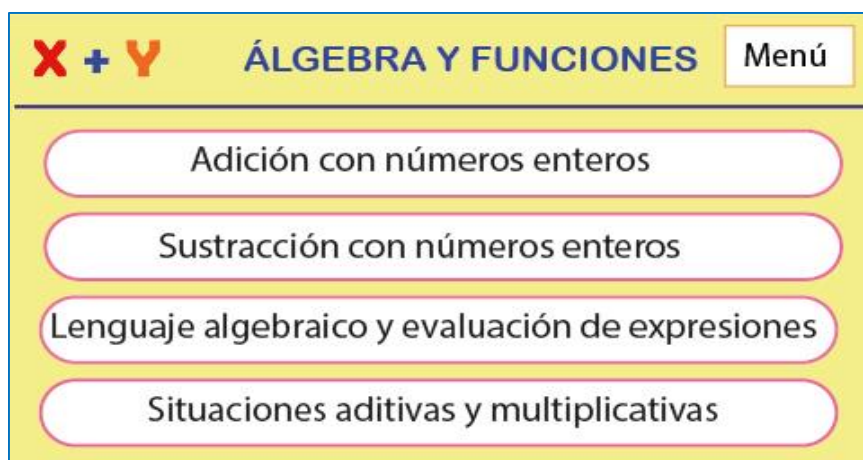 X + Y ÁLGEBRA Y FUNCIONES Menú
Adición con números enteros
Sustracción con números enteros
Lenguaje algebraico y evaluación de expresiones
Situaciones aditivas y multiplicativas